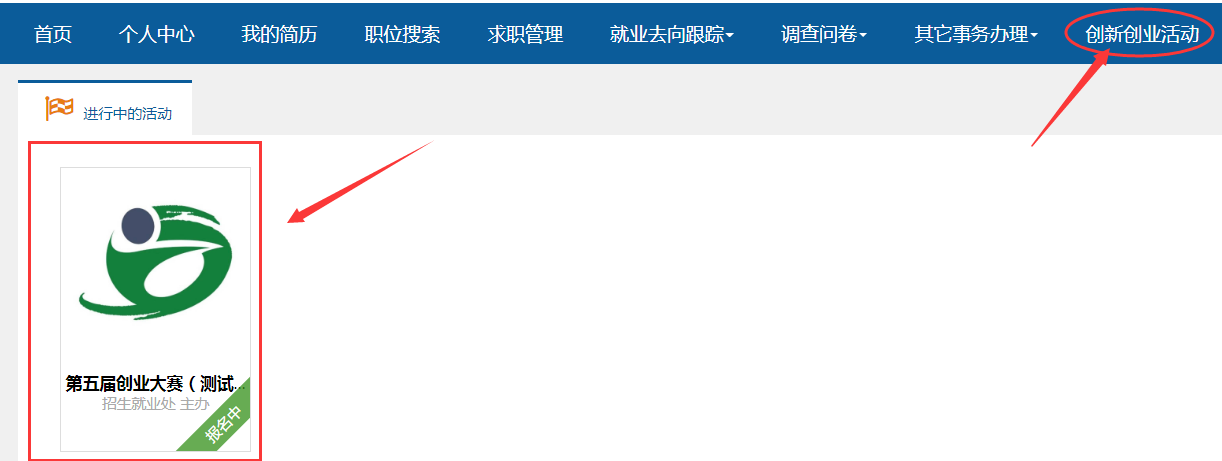 首页 个人中心 我的简历 职位搜索 求职管理 就业去向跟踪 调查问卷 其它事务办理 创新创业活动
进行中的活动
第五届创业大赛（测试...
招生就业处 主办
报名中